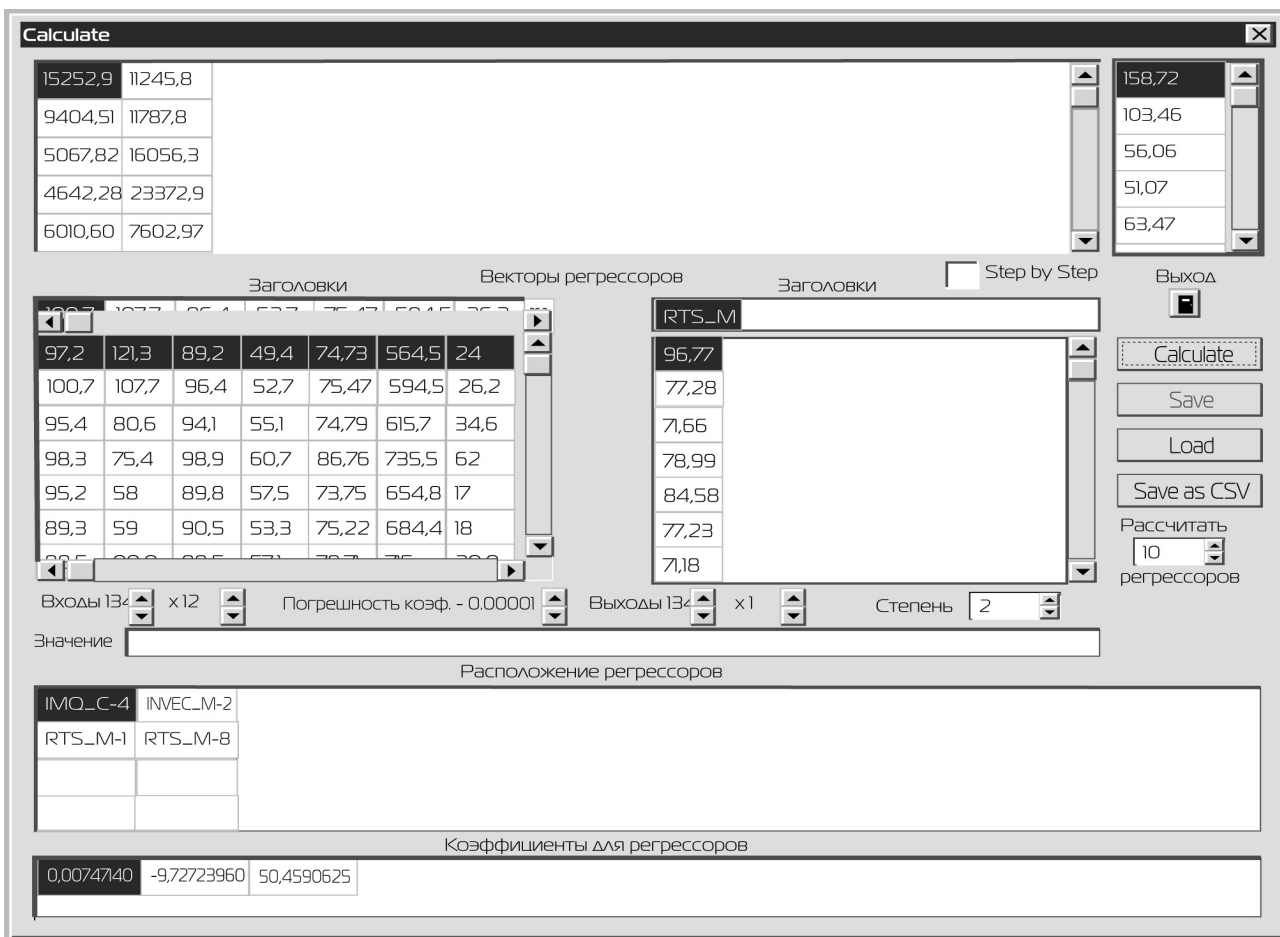 Calculate
15252,9 11245,8 158,72
9404,51 11787,8 103,46
5067,82 16056,3 56,06
4642,28 23372,9 51,07
6010,60 7602,97 63,47
Заголовки Векторы регрессоров Заголовки Step by Step Выход
RTS_M
97,2 121,3 89,2 49,4 74,73 564,5 24 96,77 Calculate
100,7 107,7 96,4 52,7 75,47 594,5 26,2 77,28 Save
95,4 80,6 94,1 55,1 74,79 615,7 34,6 71,66
98,3 75,4 98,9 60,7 86,76 735,5 62 78,99 Load
95,2 58 89,8 57,5 73,75 654,8 17 84,58 Save as CSV
89,3 59 90,5 53,3 75,22 684,4 18 77,23 Рассчитать
71,18 10
регрессоров
Входы 134 x 12 Погрешность коэф. - 0.00001 Выходы 134 x 1 Степень 2
Значение
Расположение регрессоров
IMQ_C-4 INVEC_M-2
RTS_M-1 RTS_M-8
Коэффициенты для регрессоров
0,00747140 -9,72723960 50,4590625